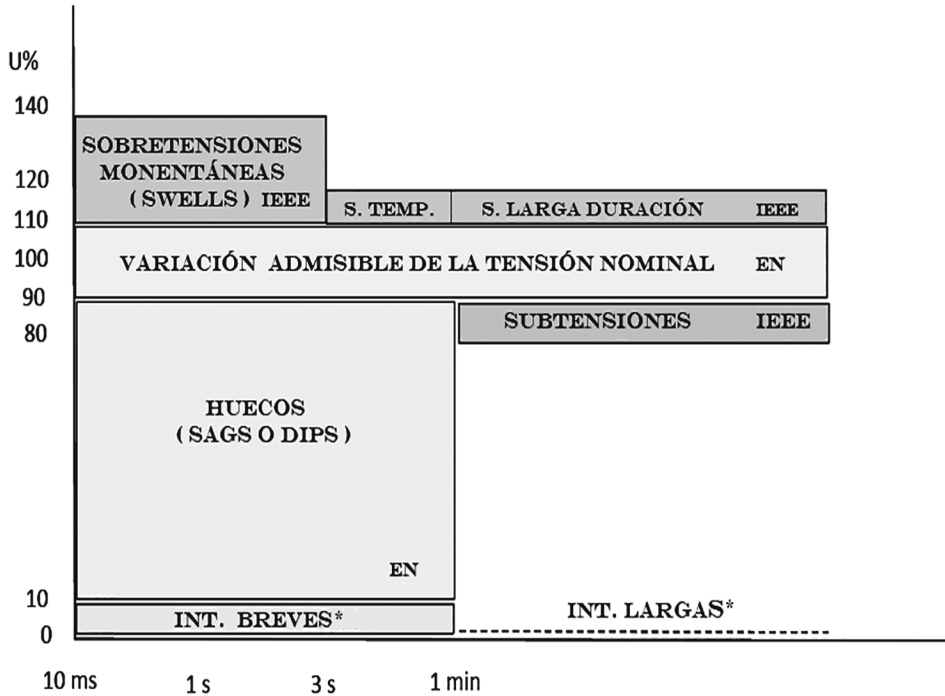 U%
140
120
110
100
90
80
10
0
SOBRETENSIONES
MONENTÁNEAS
( SWELLS ) IEEE
S. TEMP.
S. LARGA DURACIÓN IEEE
VARIACIÓN ADMISIBLE DE LA TENSIÓN NOMINAL EN
SUBTENSIONES IEEE
HUECOS
( SAGS O DIPS )
EN
INT. BREVES*
INT. LARGAS*
10 ms 1 s 3 s 1 min